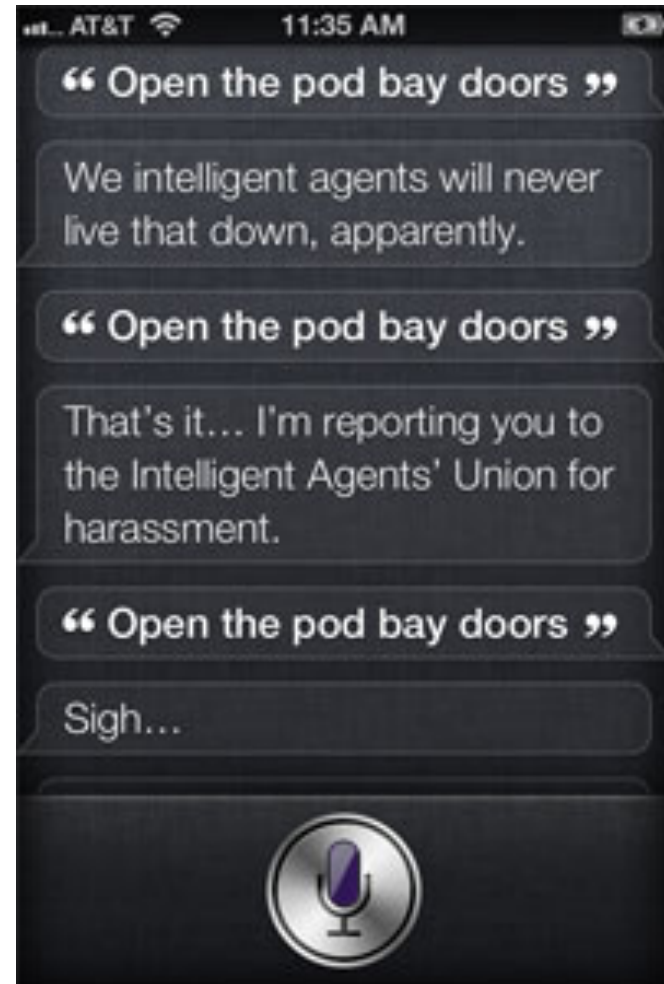 AT&T 11:35 AM
“ Open the pod bay doors ”
We intelligent agents will never
live that down, apparently.
“ Open the pod bay doors ”
That's it... I'm reporting you to
the Intelligent Agents' Union for
harassment.
“ Open the pod bay doors ”
Sigh...